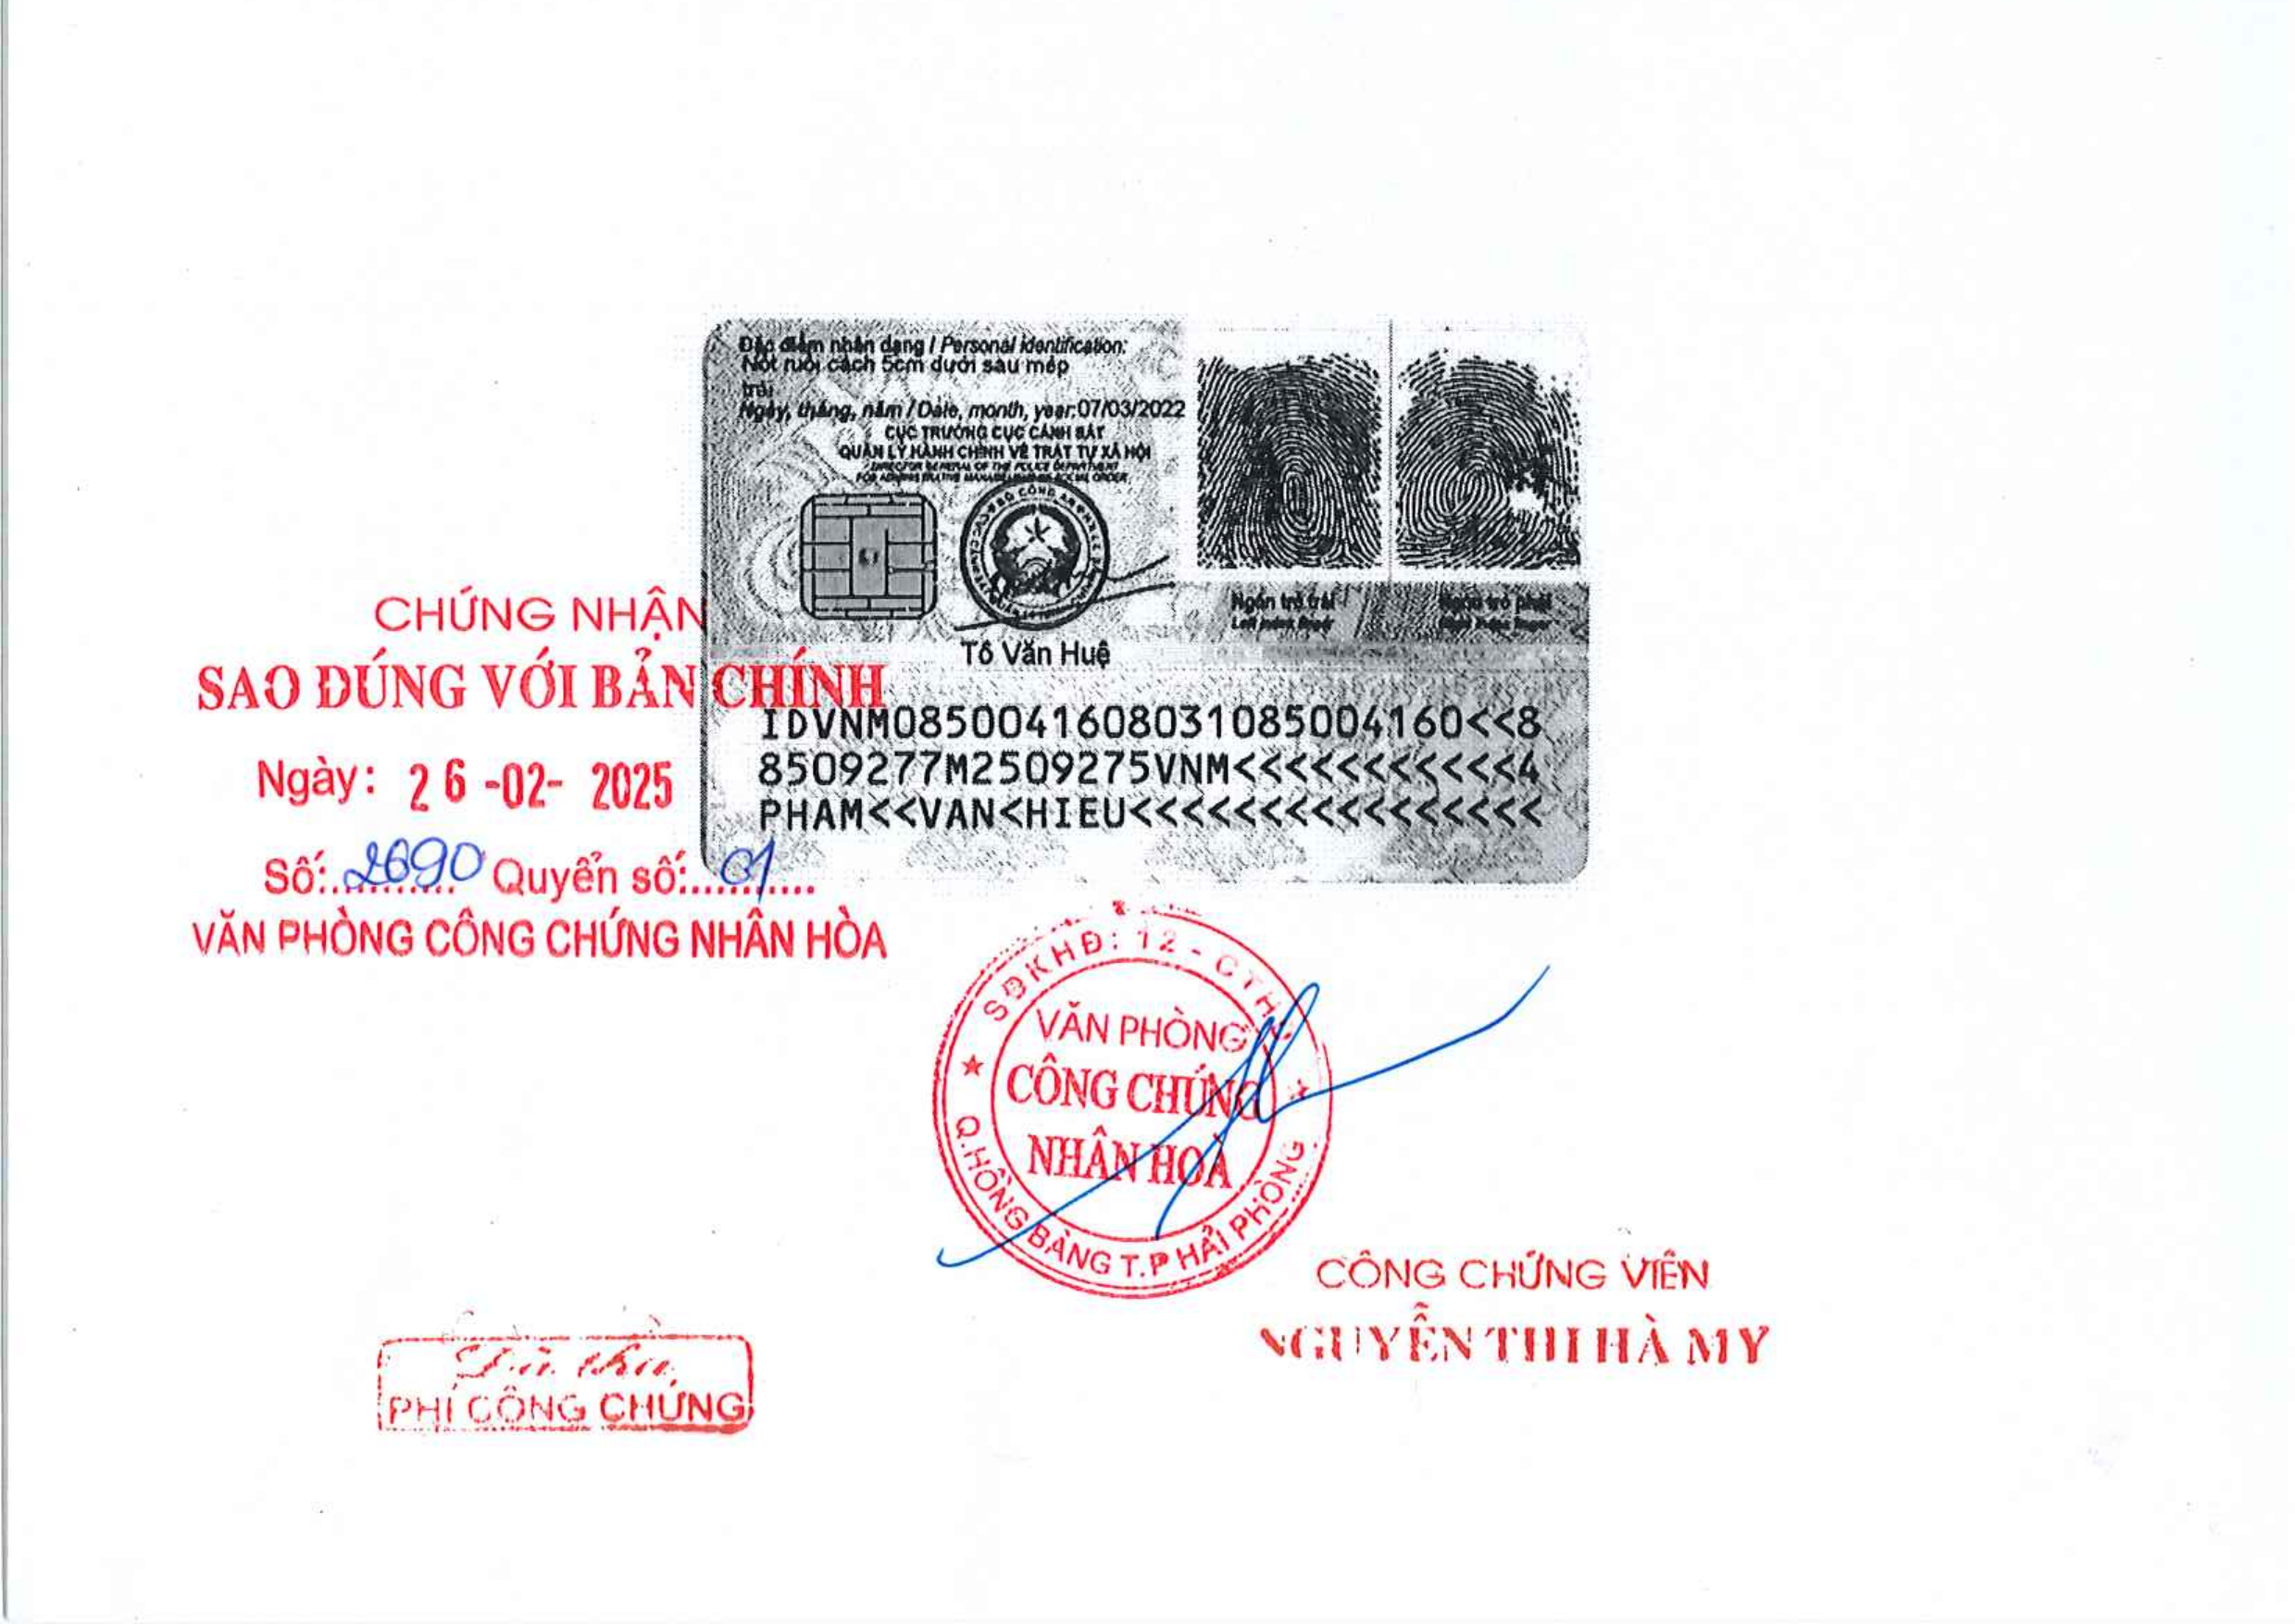 Đặc điểm nhân dạng / Personal identification:
Nốt ruồi cách 5cm dưới sau mép
trái
Ngày, tháng, năm / Date, month, year: 07/03/2022
CỤC TRƯỞNG CỤC CẢNH SÁT
QUẢN LÝ HÀNH CHÍNH VỀ TRẬT TỰ XÃ HỘI
DIRECTOR GENERAL OF THE POLICE DEPARTMENT
FOR ADMINISTRATIVE MANAGEMENT OF SOCIAL ORDER
BỘ CÔNG AN
Ngón trỏ trái
Left index finger
Ngón trỏ phải
Right index finger
Tô Văn Huệ
IDVNM0850041608031085004160<<8
8509277M2509275VNM<<<<<<<<<<<4
PHAM<<VAN<HIEU<<<<<<<<<<<<<<<<
CHỨNG NHẬN
SAO ĐÚNG VỚI BẢN CHÍNH
Ngày: 26-02-2025
Số: 2690 Quyển số: 01
VĂN PHÒNG CÔNG CHỨNG NHÂN HÒA
SĐKHĐ: 12 - CTH
VĂN PHÒNG
CÔNG CHỨNG
NHÂN HOÀ
Q.HỒNG BÀNG T.P HẢI PHÒNG
CÔNG CHỨNG VIÊN
NGUYỄN THỊ HÀ MY
Đã thu
PHÍ CÔNG CHỨNG